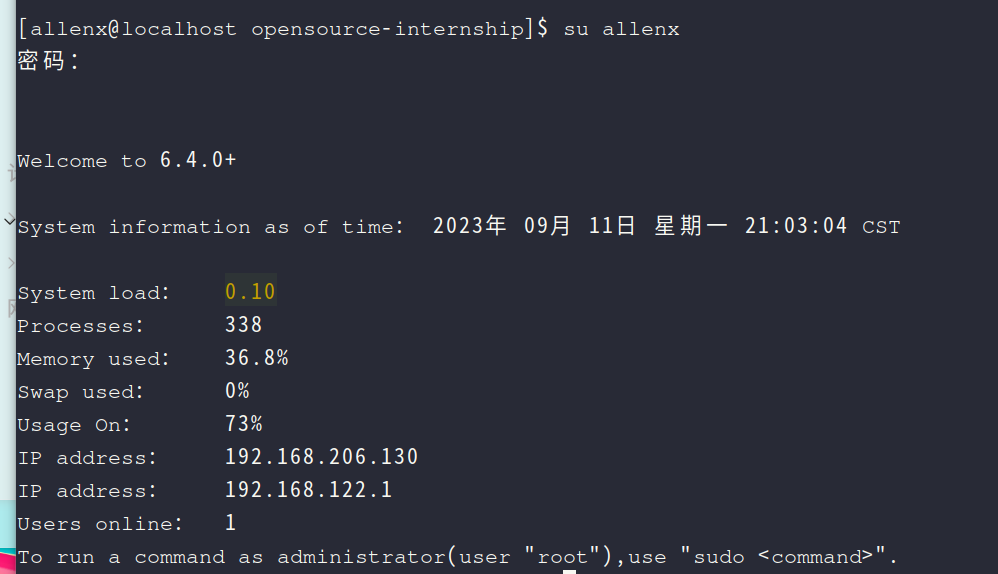 [allenx@localhost opensource-internship]$ su allenx
密码：
Welcome to 6.4.0+
System information as of time:  2023年 09月 11日 星期一 21:03:04 CST
System load:    0.10
Processes:      338
Memory used:    36.8%
Swap used:      0%
Usage On:       73%
IP address:     192.168.206.130
IP address:     192.168.122.1
Users online:   1
To run a command as administrator(user "root"),use "sudo <command>".